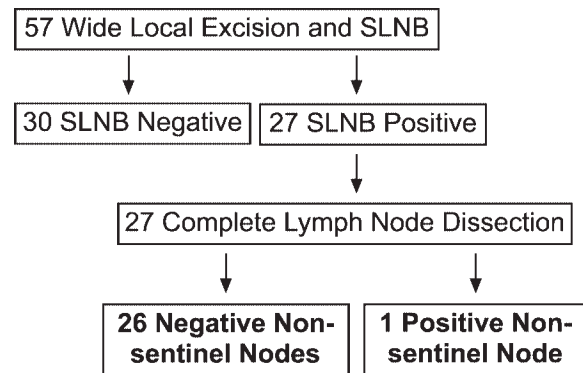 57 Wide Local Excision and SLNB
30 SLNB Negative
27 SLNB Positive
27 Complete Lymph Node Dissection
26 Negative Non-
sentinel Nodes
1 Positive Non-
sentinel Node